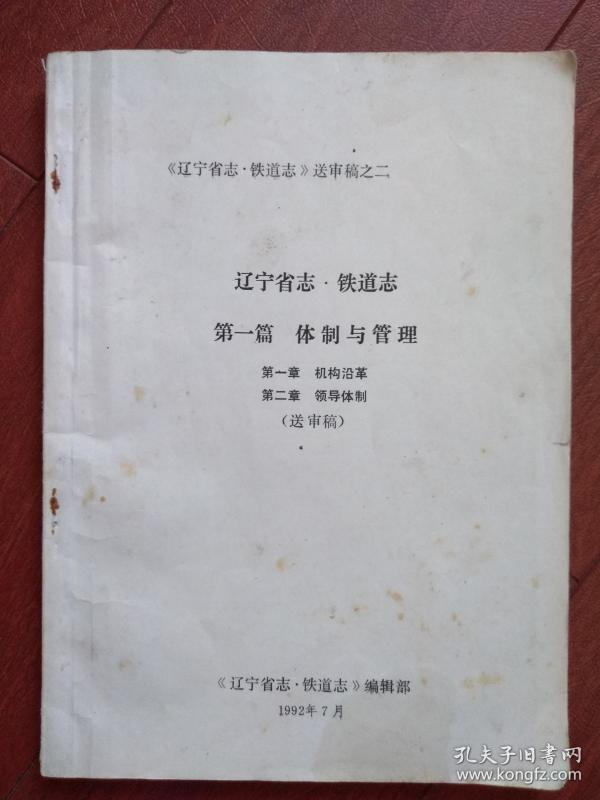 《辽宁省志·铁道志》送审稿之二
辽宁省志·铁道志
第一篇 体制与管理
第一章 机构沿革
第二章 领导体制
（送审稿）
《辽宁省志·铁道志》编辑部
1992年7月
孔夫子旧书网
www.kongfz.com